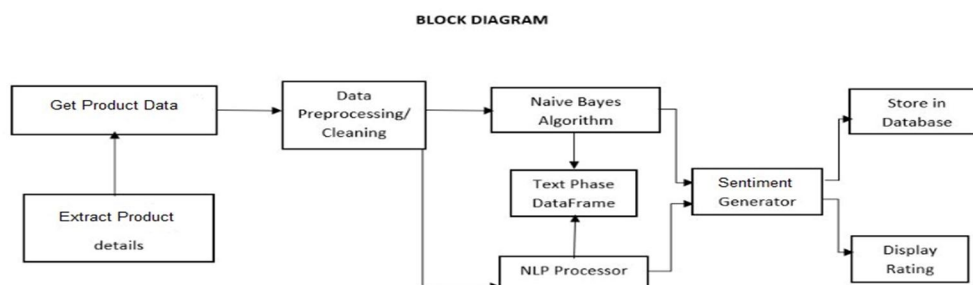 BLOCK DIAGRAM
Get Product Data
Data
Preprocessing/
Cleaning
Naive Bayes
Algorithm
Store in
Database
Text Phase
DataFrame
Sentiment
Generator
Extract Product
details
NLP Processor
Display
Rating